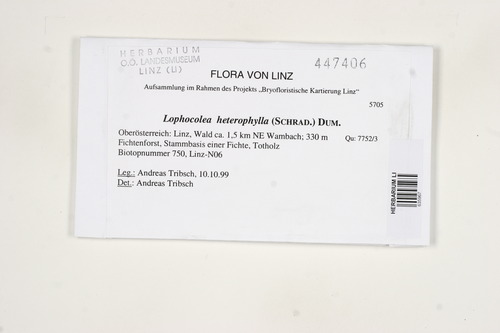 HERBARIUM
O.Ö. LANDESMUSEUM
LINZ (LI)
447406
FLORA VON LINZ
Aufsammlung im Rahmen des Projekts „Bryofloristische Kartierung Linz“
5705
Lophocolea heterophylla (SCHRAD.) DUM.
Oberösterreich: Linz, Wald ca. 1,5 km NE Wambach; 330 m Qu: 7752/3
Fichtenforst, Stammbasis einer Fichte, Totholz
Biotopnummer 750, Linz-N06
Leg.: Andreas Tribsch, 10.10.99
Det.: Andreas Tribsch
HERBARIUM LI